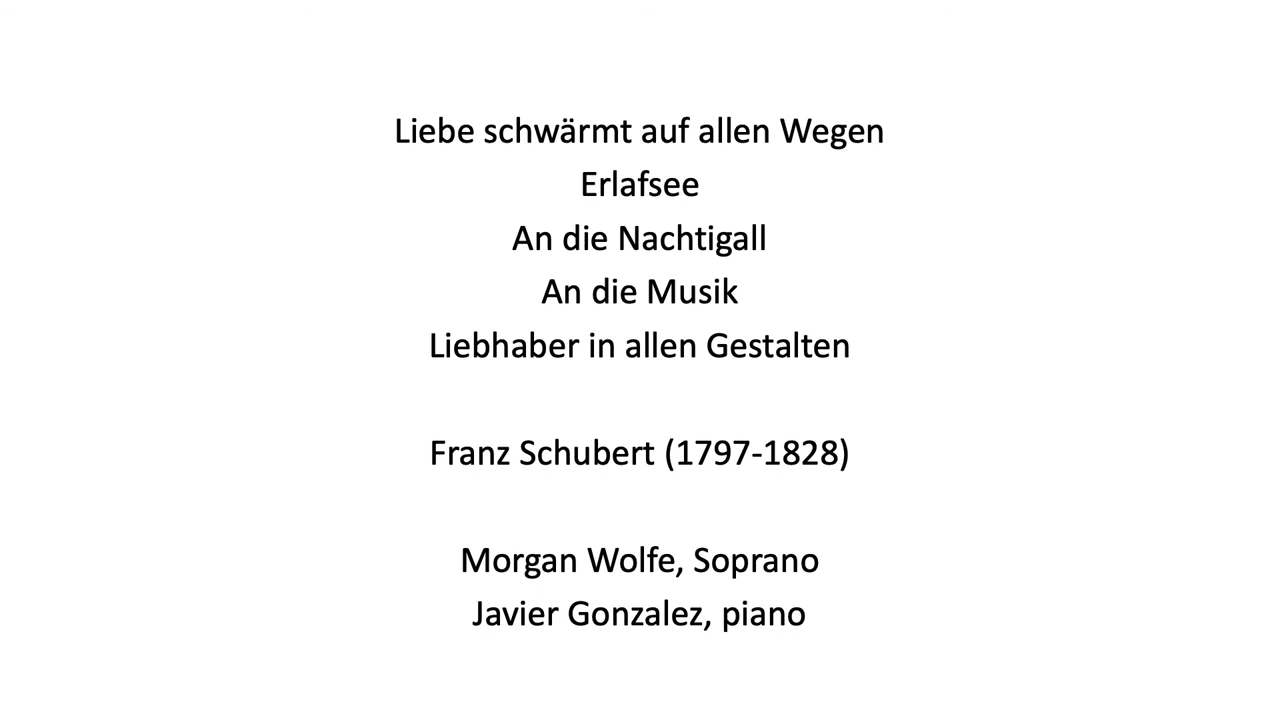 Liebe schwärmt auf allen Wegen
Erlafsee
An die Nachtigall
An die Musik
Liebhaber in allen Gestalten
Franz Schubert (1797-1828)
Morgan Wolfe, Soprano
Javier Gonzalez, piano